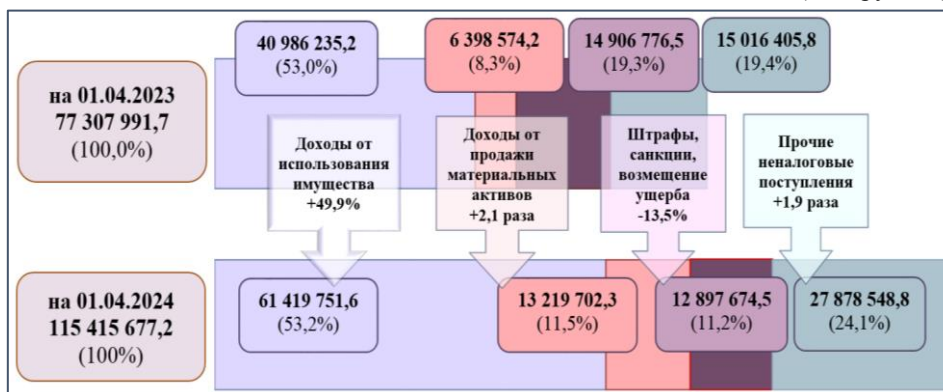 40 986 235,2
(53,0%)
6 398 574,2
(8,3%)
14 906 776,5
(19,3%)
15 016 405,8
(19,4%)
на 01.04.2023
77 307 991,7
(100,0%)
Доходы от
использования
имущества
+49,9%
Доходы от
продажи
материальных
активов
+2,1 раза
Штрафы,
санкции,
возмещение
ущерба
-13,5%
Прочие
неналоговые
поступления
+1,9 раза
на 01.04.2024
115 415 677,2
(100%)
61 419 751,6
(53,2%)
13 219 702,3
(11,5%)
12 897 674,5
(11,2%)
27 878 548,8
(24,1%)